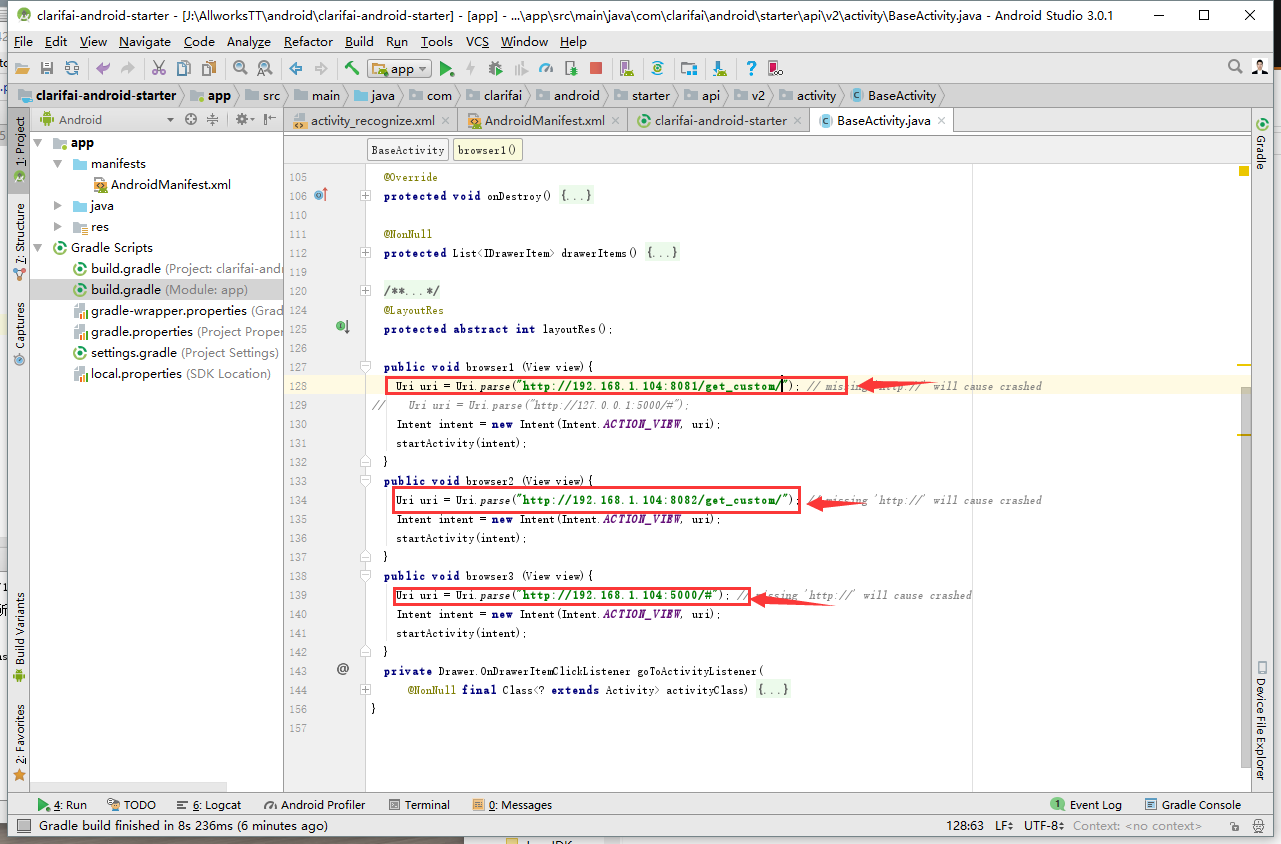 clarifai-android-starter - [J:\AllworksTT\android\clarifai-android-starter] - [app] - ...\app\src\main\java\com\clarifai\android\starter\api\v2\activity\BaseActivity.java - Android Studio 3.0.1
File Edit View Navigate Code Analyze Refactor Build Run Tools VCS Window Help
app
clarifai-android-starter app src main java com clarifai android starter api v2 activity BaseActivity
Android
activity_recognize.xml AndroidManifest.xml clarifai-android-starter BaseActivity.java
BaseActivity browser1()
1: Project
7: Structure
Captures
Build Variants
2: Favorites
app
manifests
AndroidManifest.xml
java
res
Gradle Scripts
build.gradle (Project: clarifai-and
build.gradle (Module: app)
gradle-wrapper.properties (Grad
gradle.properties (Project Proper
settings.gradle (Project Settings)
local.properties (SDK Location)
105 @Override
106 protected void onDestroy() {...}
110
111 @NonNull
112 protected List<IDrawerItem> drawerItems() {...}
119
120 /**...*/
124 @LayoutRes
125 protected abstract int layoutRes();
126
127 public void browser1 (View view){
128 Uri uri = Uri.parse("http://192.168.1.104:8081/get_custom/"); // missing 'http://' will cause crashed
129 // Uri uri = Uri.parse("http://127.0.0.1:5000/#");
130 Intent intent = new Intent(Intent.ACTION_VIEW, uri);
131 startActivity(intent);
132 }
133 public void browser2 (View view){
134 Uri uri = Uri.parse("http://192.168.1.104:8082/get_custom/"); // missing 'http://' will cause crashed
135 Intent intent = new Intent(Intent.ACTION_VIEW, uri);
136 startActivity(intent);
137 }
138 public void browser3 (View view){
139 Uri uri = Uri.parse("http://192.168.1.104:5000/#"); // missing 'http://' will cause crashed
140 Intent intent = new Intent(Intent.ACTION_VIEW, uri);
141 startActivity(intent);
142 }
143 private Drawer.OnDrawerItemClickListener goToActivityListener(
144 @NonNull final Class<? extends Activity> activityClass) {...}
156 }
157
Gradle
Device File Explorer
4: Run TODO 6: Logcat Android Profiler Terminal 0: Messages 1 Event Log Gradle Console
Gradle build finished in 8s 236ms (6 minutes ago) 128:63 LF UTF-8 Context: <no context>